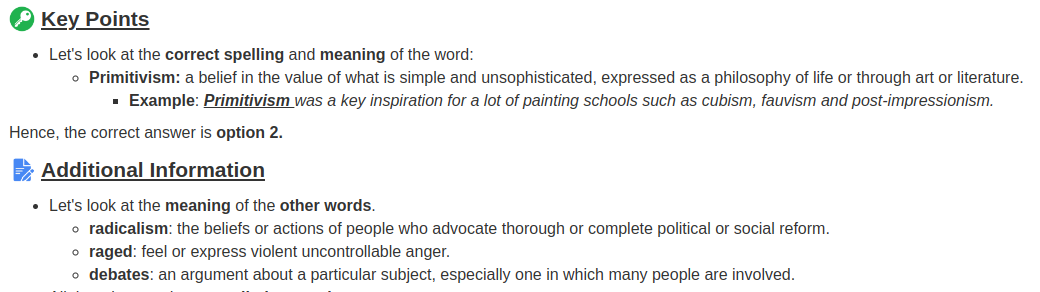 Key Points
Let's look at the correct spelling and meaning of the word:
Primitivism: a belief in the value of what is simple and unsophisticated, expressed as a philosophy of life or through art or literature.
Example: Primitivism was a key inspiration for a lot of painting schools such as cubism, fauvism and post-impressionism.
Hence, the correct answer is option 2.
Additional Information
Let's look at the meaning of the other words.
radicalism: the beliefs or actions of people who advocate thorough or complete political or social reform.
raged: feel or express violent uncontrollable anger.
debates: an argument about a particular subject, especially one in which many people are involved.